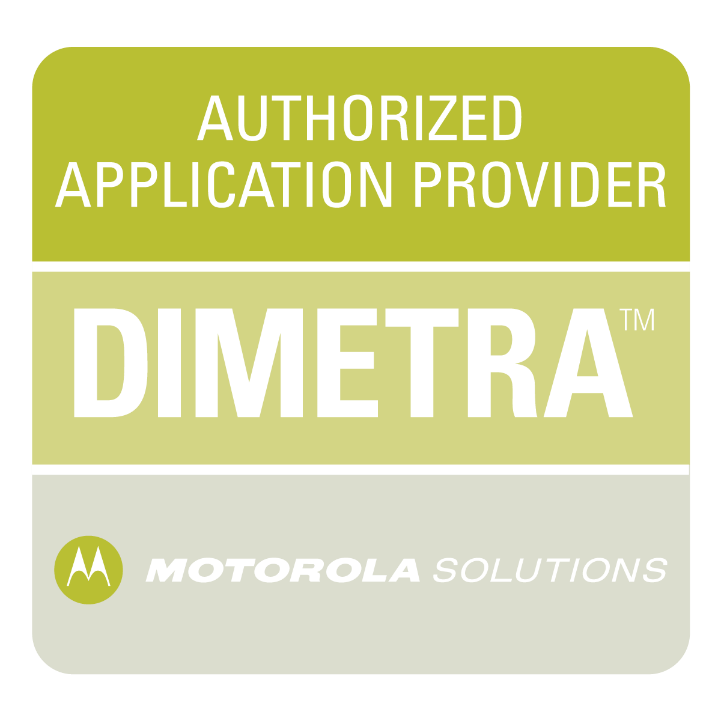 AUTHORIZED
APPLICATION PROVIDER
DIMETRA™
MOTOROLA SOLUTIONS